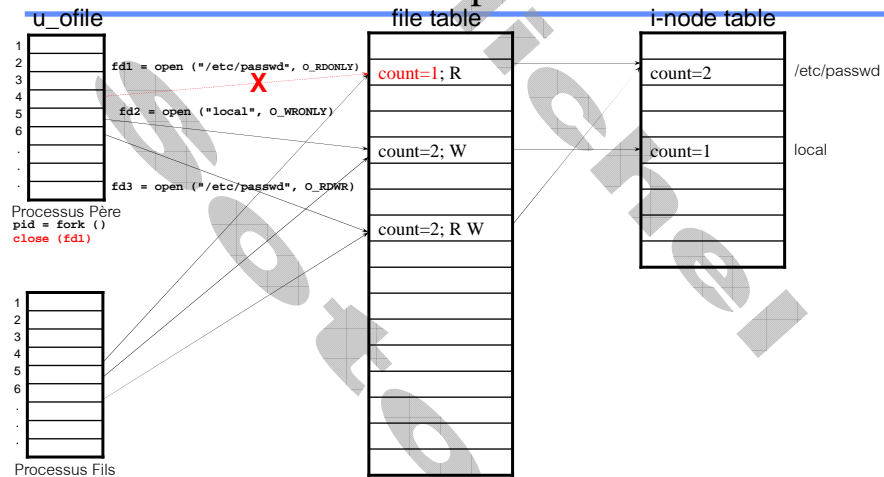 u_ofile
file table
i-node table
1
2
3
4
5
6
.
.
.
fd1 = open ("/etc/passwd", O_RDONLY)
X
fd2 = open ("local", O_WRONLY)
fd3 = open ("/etc/passwd", O_RDWR)
count=1; R
count=2; W
count=2; R W
count=2
/etc/passwd
count=1
local
Processus Père
pid = fork ()
close (fd1)
1
2
3
4
5
6
.
.
.
Processus Fils